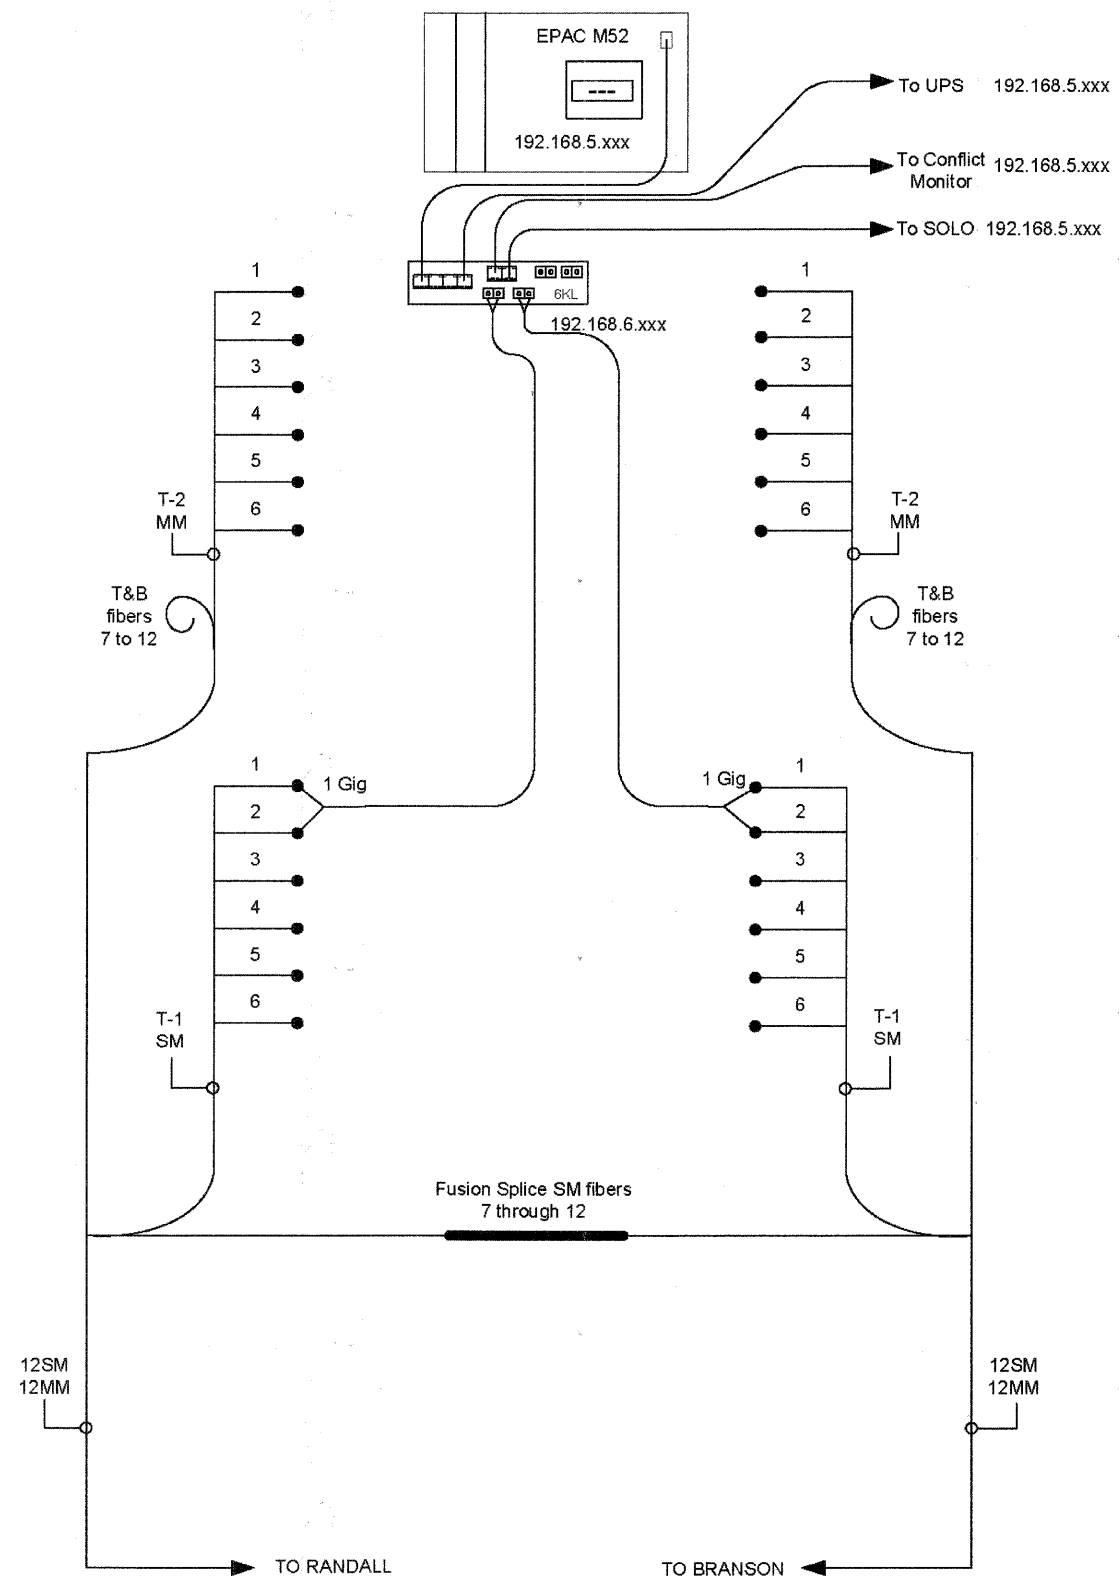 EPAC M52
---
192.168.5.xxx
To UPS 192.168.5.xxx
To Conflict 192.168.5.xxx
Monitor
To SOLO 192.168.5.xxx
6KL
192.168.6.xxx
1
2
3
4
5
6
T-2
MM
T&B
fibers
7 to 12
1
2
3
4
5
6
T-2
MM
T&B
fibers
7 to 12
1
1 Gig
2
3
4
5
6
T-1
SM
1 Gig
1
2
3
4
5
6
T-1
SM
Fusion Splice SM fibers
7 through 12
12SM
12MM
12SM
12MM
TO RANDALL
TO BRANSON